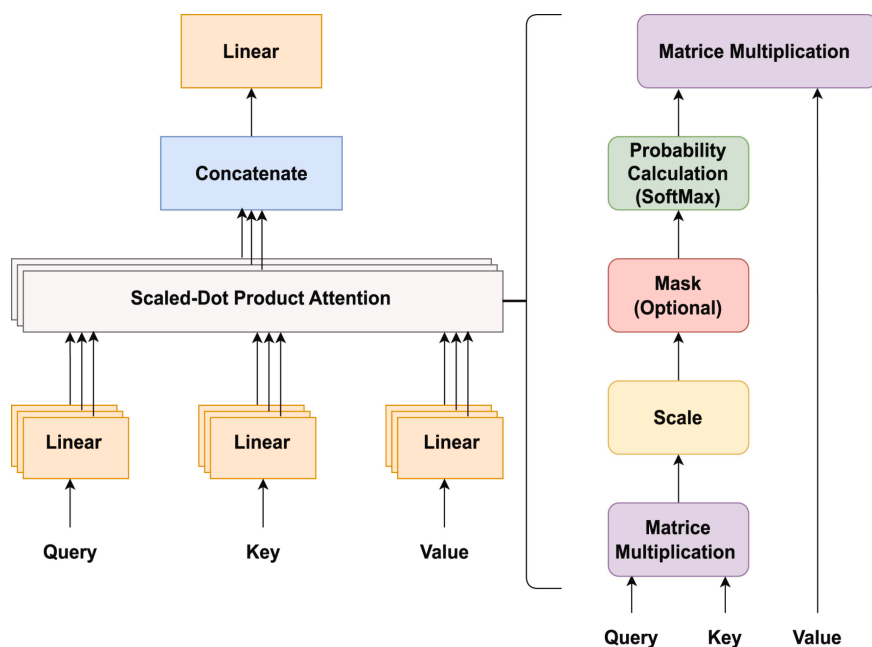 Linear
Concatenate
Scaled-Dot Product Attention
Linear
Linear
Linear
Query
Key
Value
Matrice Multiplication
Probability
Calculation
(SoftMax)
Mask
(Optional)
Scale
Matrice
Multiplication
Query
Key
Value